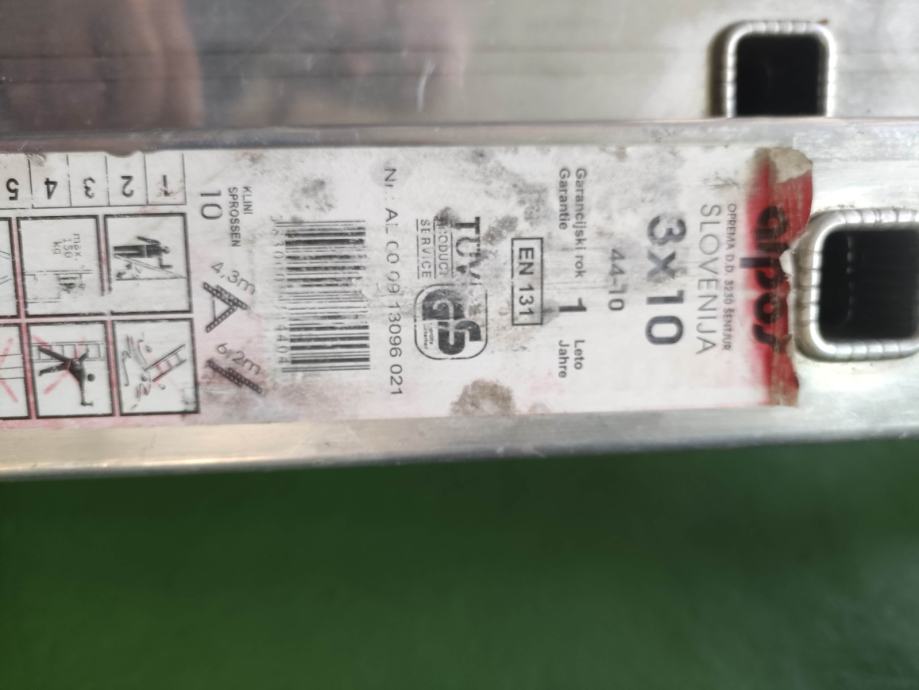 alpos
OPREMA D.D. 3230 ŠENTJUR
SLOVENIJA
3x10
44-10
Garancijski rok 1 Leto
Garantie Jahre
EN 131
TÜV
PRODUCT
SERVICE
GS
Nr.: AL 00 09 13096 021
KLINI
SPROSSEN
10
4,3m
6,2m
1
2
3
4
5
max.
150
kg